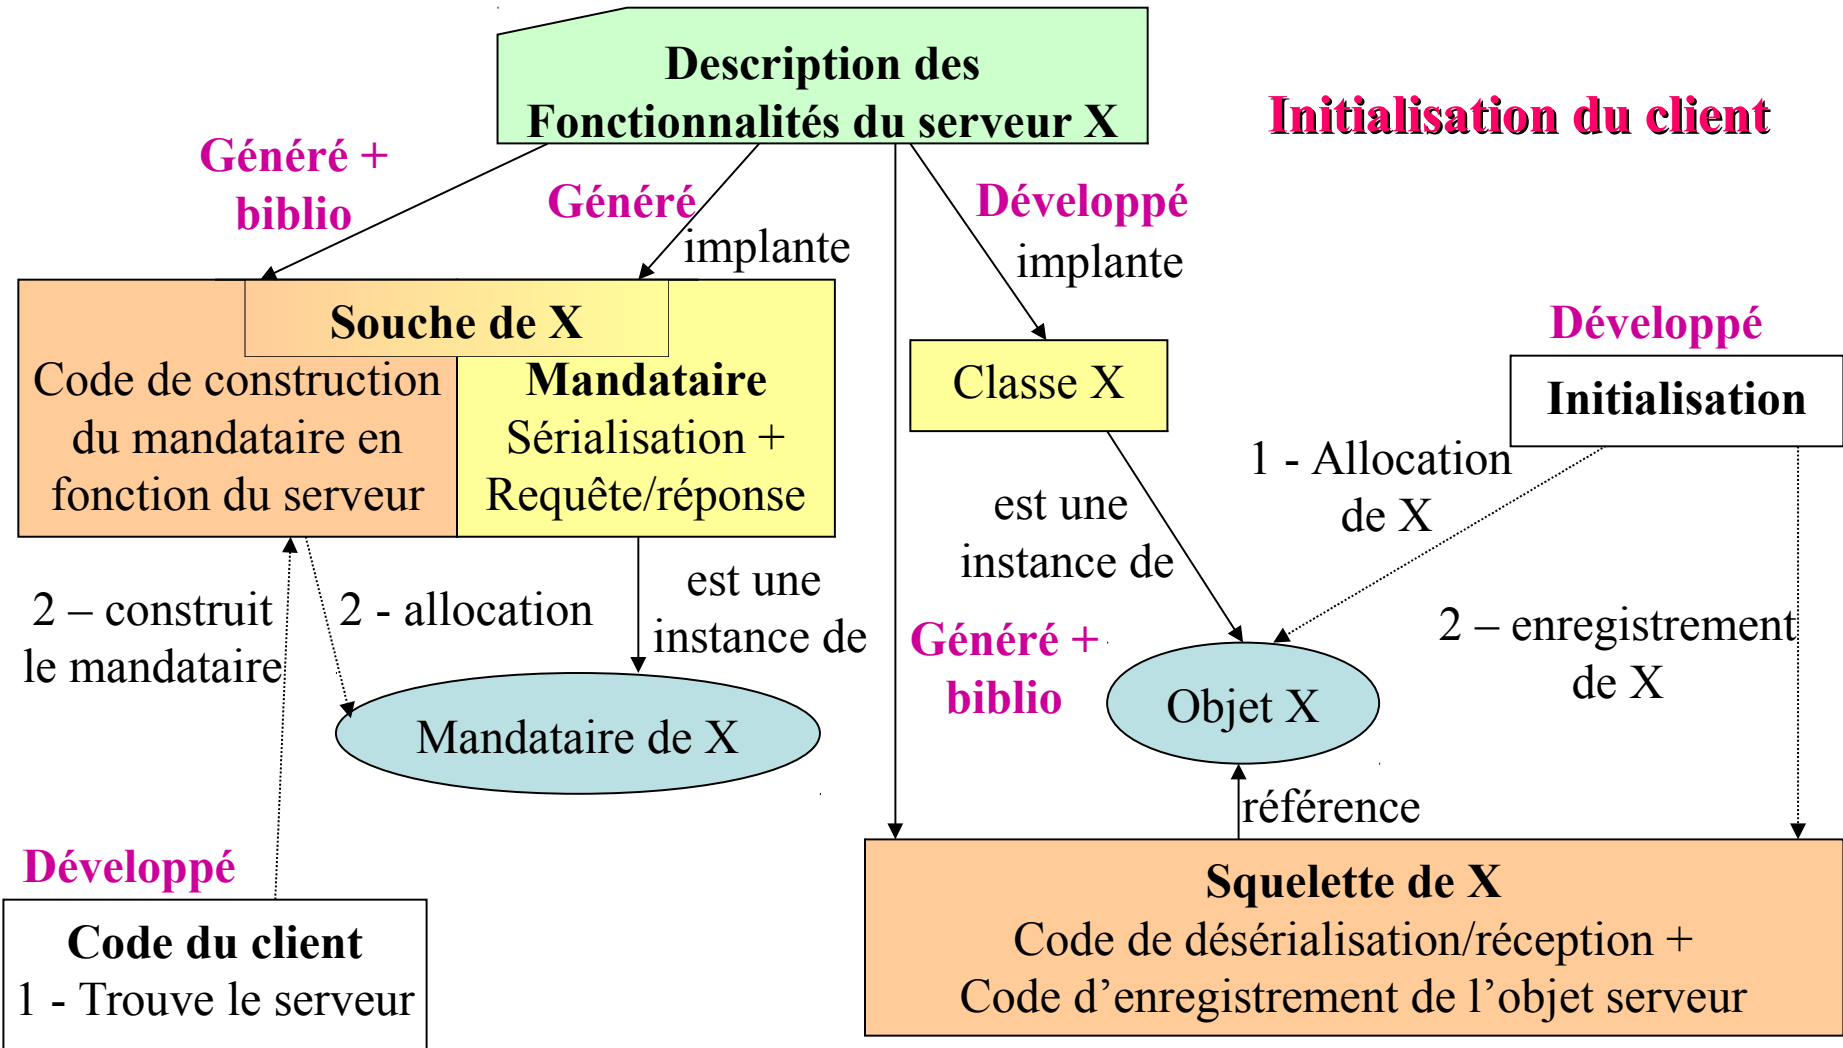 Description des
Fonctionnalités du serveur X
Initialisation du client
Généré +
biblio
Généré
implante
Développé
implante
Souche de X
Code de construction
du mandataire en
fonction du serveur
Mandataire
Sérialisation +
Requête/réponse
Classe X
Développé
Initialisation
1 - Allocation
de X
est une
instance de
2 – construit
le mandataire
2 - allocation
est une
instance de
Généré +
biblio
2 – enregistrement
de X
Mandataire de X
Objet X
référence
Développé
Code du client
1 - Trouve le serveur
Squelette de X
Code de désérialisation/réception +
Code d’enregistrement de l’objet serveur